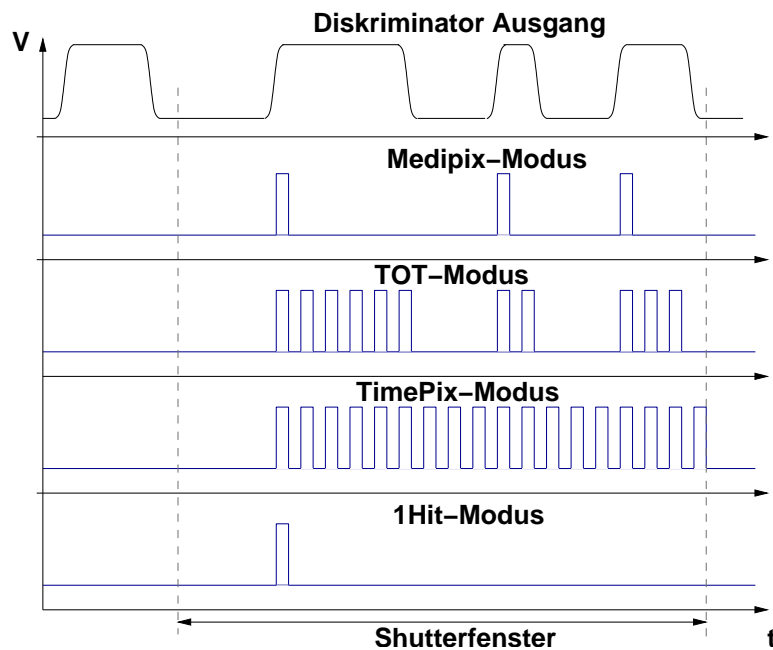 Diskriminator Ausgang
V
Medipix−Modus
TOT−Modus
TimePix−Modus
1Hit−Modus
Shutterfenster
t